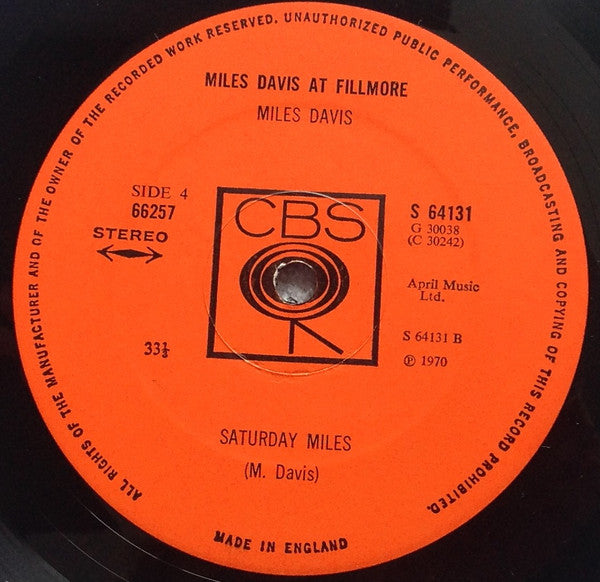 ALL RIGHTS OF THE MANUFACTURER AND OF THE OWNER OF THE RECORDED WORK RESERVED. UNAUTHORIZED PUBLIC PERFORMANCE, BROADCASTING AND COPYING OF THIS RECORD PROHIBITED.
MILES DAVIS AT FILLMORE
MILES DAVIS
SIDE 4
66257
STEREO
33⅓
CBS
S 64131
G 30038
(C 30242)
April Music
Ltd.
S 64131 B
℗ 1970
SATURDAY MILES
(M. Davis)
MADE IN ENGLAND